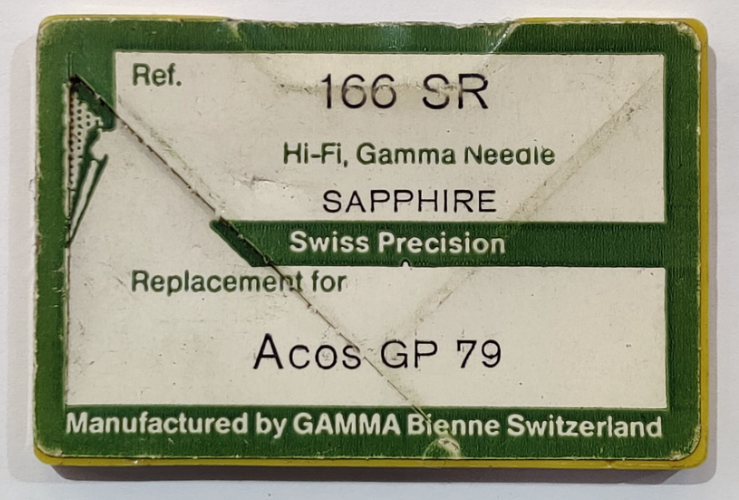 Ref.
166 SR
Hi-Fi, Gamma Needle
SAPPHIRE
Swiss Precision
Replacement for
Acos GP 79
Manufactured by GAMMA Bienne Switzerland